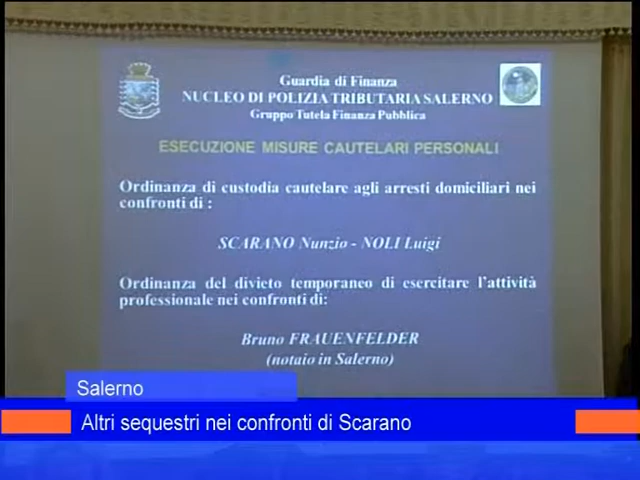 Guardia di Finanza
NUCLEO DI POLIZIA TRIBUTARIA SALERNO
Gruppo Tutela Finanza Pubblica
ESECUZIONE MISURE CAUTELARI PERSONALI
Ordinanza di custodia cautelare agli arresti domiciliari nei
confronti di :
SCARANO Nunzio - NOLI Luigi
Ordinanza del divieto temporaneo di esercitare l'attività
professionale nei confronti di:
Bruno FRAUENFELDER
(notaio in Salerno)
Salerno
Altri sequestri nei confronti di Scarano